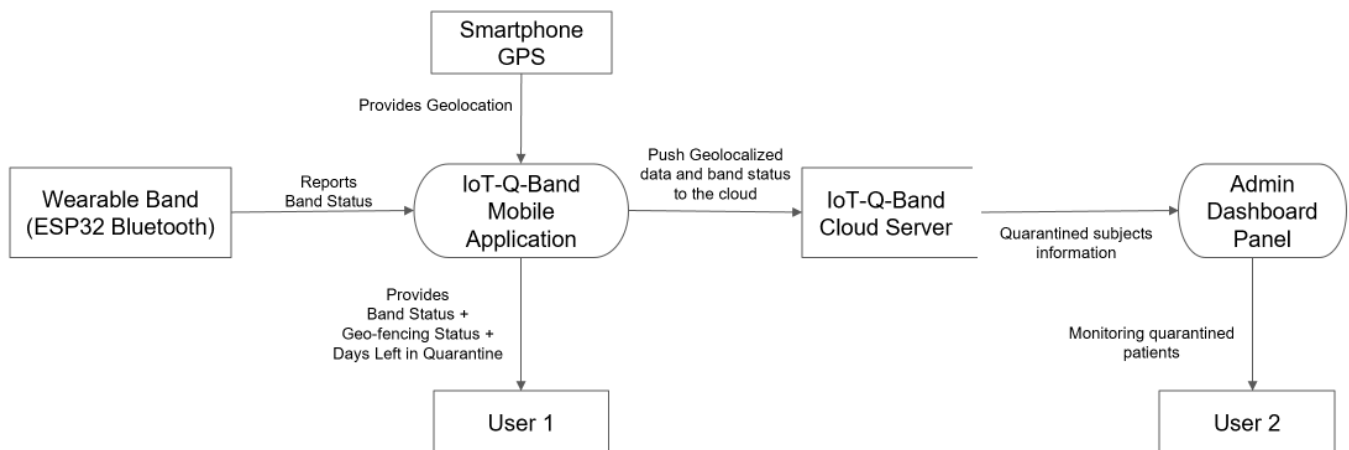 Smartphone
GPS
Provides Geolocation
Wearable Band
(ESP32 Bluetooth)
Reports
Band Status
IoT-Q-Band
Mobile
Application
Push Geolocalized
data and band status
to the cloud
IoT-Q-Band
Cloud Server
Quarantined subjects
information
Admin
Dashboard
Panel
Provides
Band Status +
Geo-fencing Status +
Days Left in Quarantine
Monitoring quarantined
patients
User 1
User 2